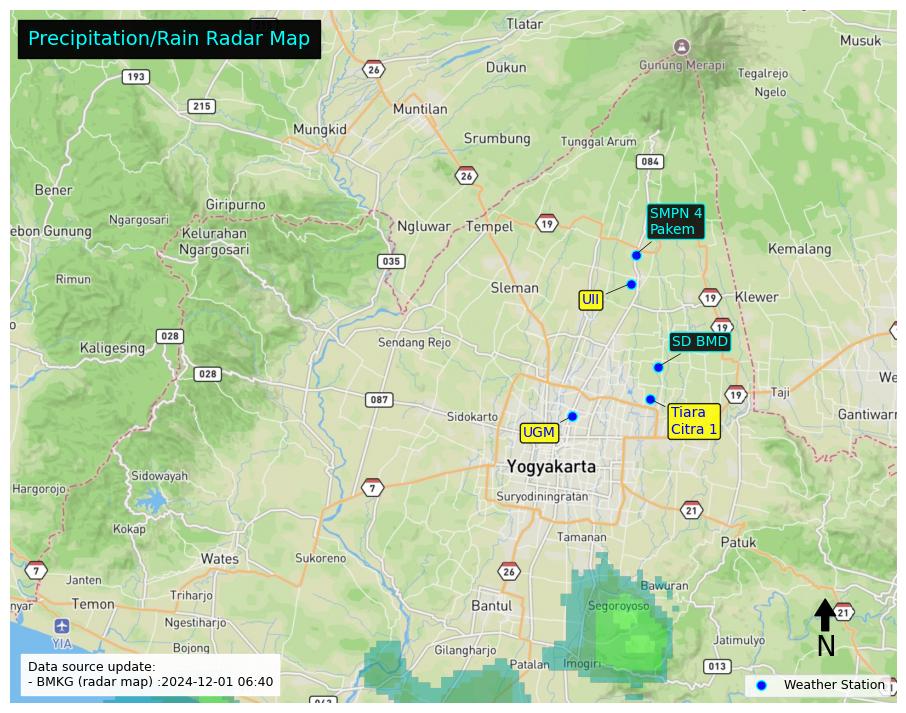 Precipitation/Rain Radar Map
Tlatar
Musuk
26
Dukun
Gunung Merapi
Tegalrejo
193
Ngelo
215
Muntilan
Mungkid
Srumbung
Tunggal Arum
084
26
Bener
Giripurno
SMPN 4
Pakem
Ngargosari
Ngluwar
Tempel
19
ebon Gunung
Kelurahan
Ngargosari
Kemalang
035
Rimun
Sleman
UII
19
Klewer
19
028
Kaligesing
Sendang Rejo
SD BMD
028
We
087
19
Taji
Sidokarto
Tiara
Citra 1
Gantiwarn
UGM
Yogyakarta
Sidowayah
Hargorojo
7
Suryodiningratan
21
Kokap
Tamanan
Patuk
Wates
Sukoreno
7
Janten
26
Bawuran
Triharjo
nyar
Temon
Bantul
Segoroyoso
21
Ngestiharjo
YIA
Jatimulyo
N
Bojong
Gilangharjo
Patalan
Imogiri
013
Data source update:
- BMKG (radar map) :2024-12-01 06:40
Weather Station